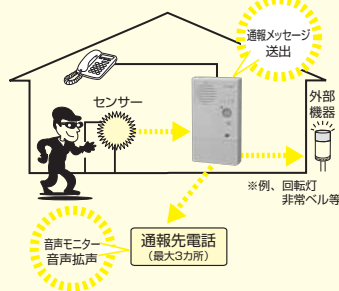 通報メッセージ
送出
センサー
外部
機器
※例、回転灯
非常ベル等
音声モニター
音声拡声
通報先電話
(最大3カ所)